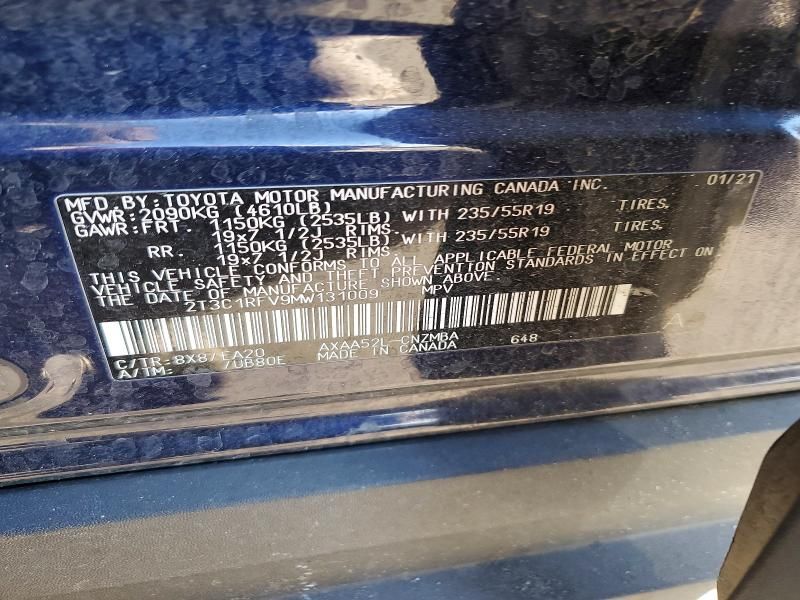 MFD. BY: TOYOTA MOTOR MANUFACTURING CANADA INC. 01/21
GVWR: 2090KG (4610LB)
GAWR: FRT. 1150KG (2535LB) WITH 235/55R19 TIRES.
19x7 1/2J RIMS.
RR. 1150KG (2535LB) WITH 235/55R19 TIRES.
19x7 1/2J RIMS.
THIS VEHICLE CONFORMS TO ALL APPLICABLE FEDERAL MOTOR
VEHICLE SAFETY AND THEFT PREVENTION STANDARDS IN EFFECT ON
THE DATE OF MANUFACTURE SHOWN ABOVE.
2T3C1RFV9MW131009 MPV
C/TR: 8X8/EA20 AXAA52L-CNZMBA 648
A/TM: /UB80E MADE IN CANADA
A